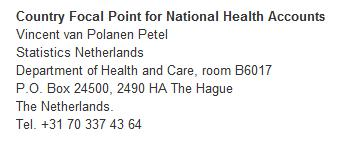 Country Focal Point for National Health Accounts
Vincent van Polanen Petel
Statistics Netherlands
Department of Health and Care, room B6017
P.O. Box 24500, 2490 HA The Hague
The Netherlands.
Tel. +31 70 337 43 64